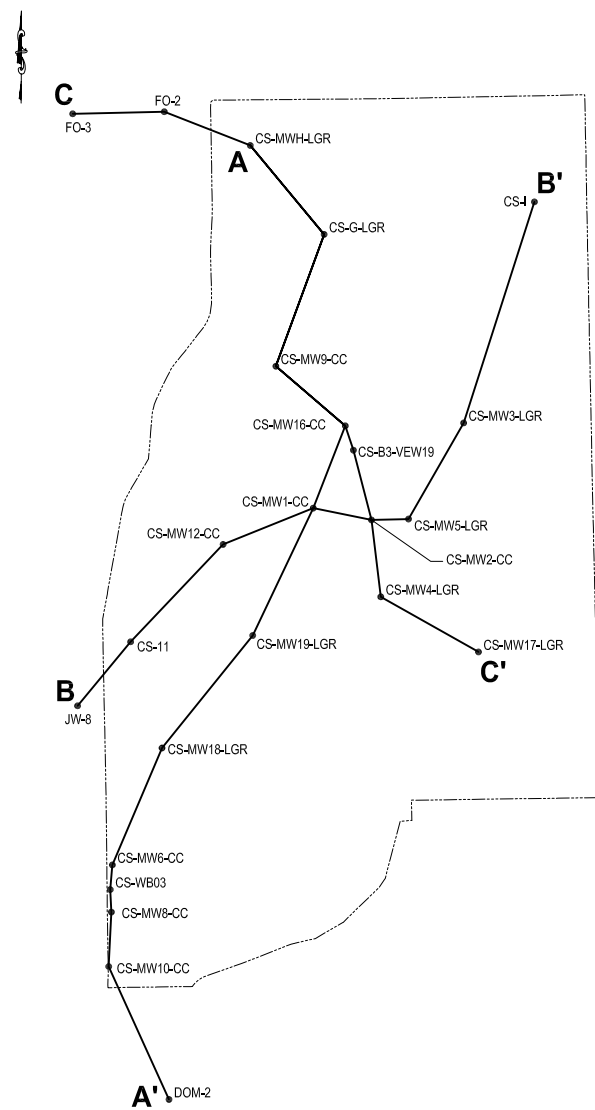 C
FO-3
FO-2
CS-MWH-LGR
A
CS-I
B'
CS-G-LGR
CS-MW9-CC
CS-MW16-CC
CS-MW3-LGR
CS-B3-VEW19
CS-MW1-CC
CS-MW5-LGR
CS-MW12-CC
CS-MW2-CC
CS-MW4-LGR
CS-11
CS-MW19-LGR
CS-MW17-LGR
C'
B
JW-8
CS-MW18-LGR
CS-MW6-CC
CS-WB03
CS-MW8-CC
CS-MW10-CC
A'
DOM-2